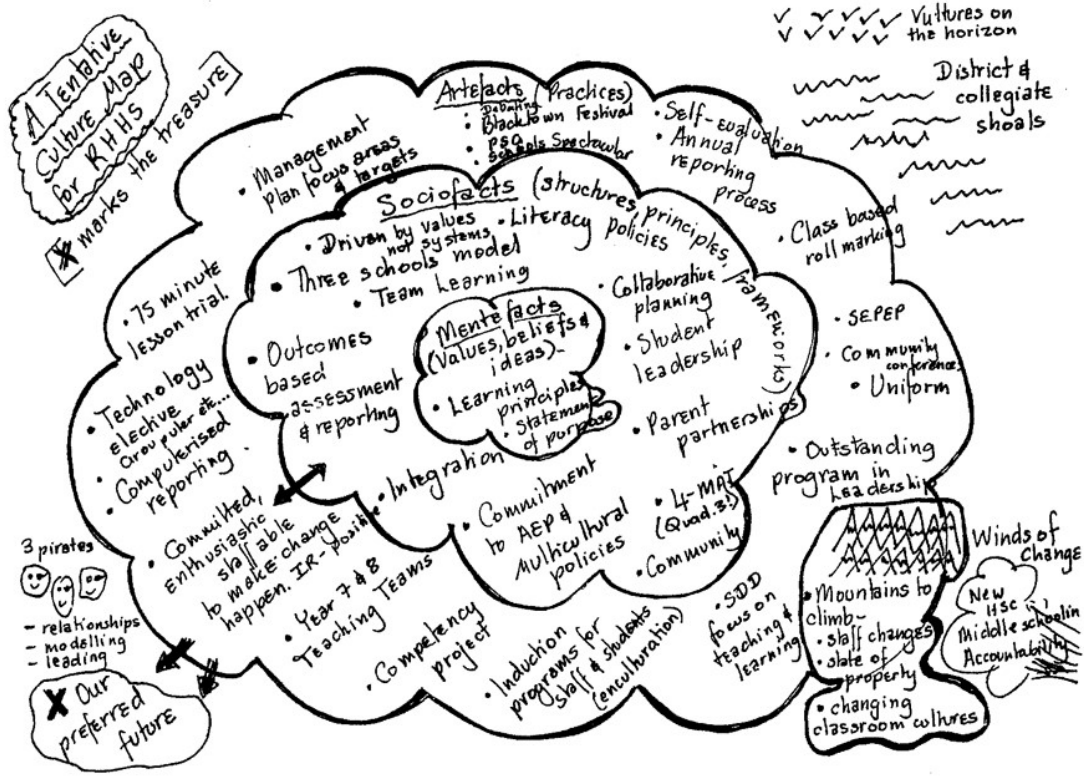 A Tentative
Culture Map
for RHHS
X marks the treasure
Vultures on
the horizon
District &
collegiate
shoals
Artefacts (Practices)
• Debating
• Blacktown Festival
• PSQ
• Schools Spectacular
• Management
plan focus areas
& targets
• Self-evaluation
Annual
reporting
process
• Class based
roll marking
• SEPEP
• Community
conferences
• Uniform
• Outstanding
program in
Leadership
• 75 minute
lesson trial
• Technology
elective
• Computerised
reporting.
• Committed,
enthusiastic
staff able
to make change
happen. IR - positive
• Year 7 & 8
Teaching Teams
• Competency
project
• Induction
programs for
staff & students
(enculturation)
• SDD
focus on
teaching &
learning
Sociofacts (structures, principles, frameworks)
• Driven by values
not systems
• Literacy
policies
• Three schools model
• Team Learning
• Outcomes
based
assessment
& reporting
• Integration
• Collaborative
planning
• Student
leadership
• Parent
partnerships
• Commitment
to AEP &
Multicultural
policies
• 4-MAT
(Quad.3!)
• Community
• Mentefacts
(Values, beliefs &
ideas)
• Learning
principles
• Statement
of purpose
3 pirates
- relationships
- modelling
- leading
X Our
preferred
future
• Mountains to
climb-
• staff changes
• state of
property
• changing
classroom cultures
Winds of
Change
New
HSC
Middle schoolin
Accountability